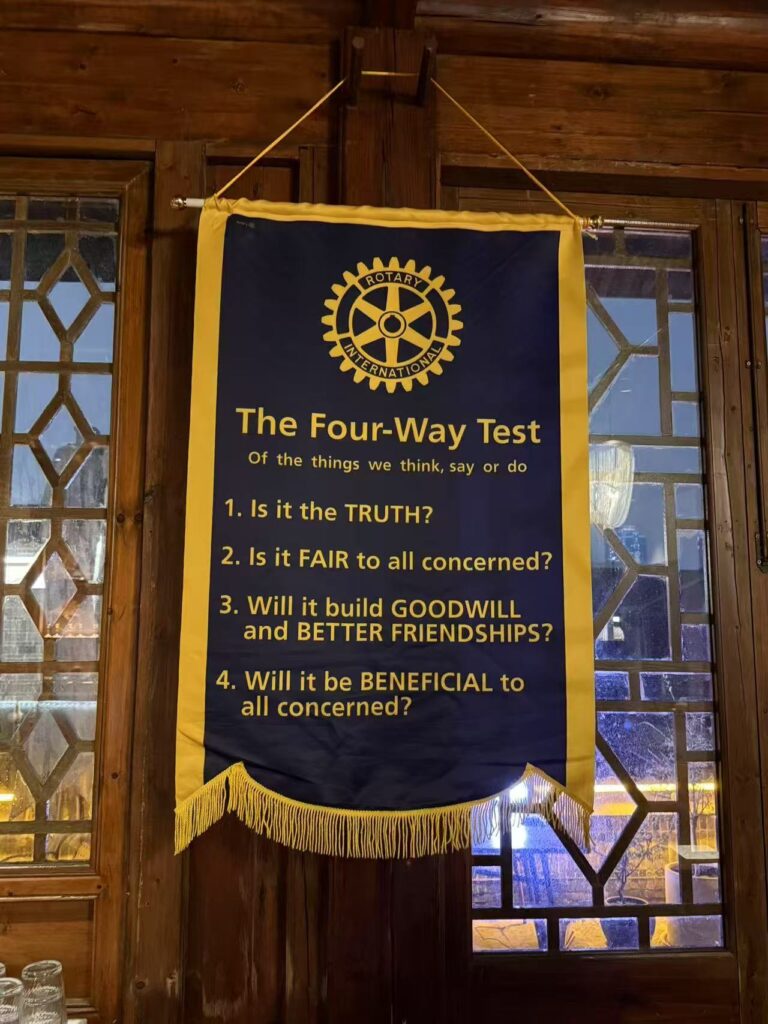 ROTARY
INTERNATIONAL
The Four-Way Test
Of the things we think, say or do
1. Is it the TRUTH?
2. Is it FAIR to all concerned?
3. Will it build GOODWILL
and BETTER FRIENDSHIPS?
4. Will it be BENEFICIAL to
all concerned?